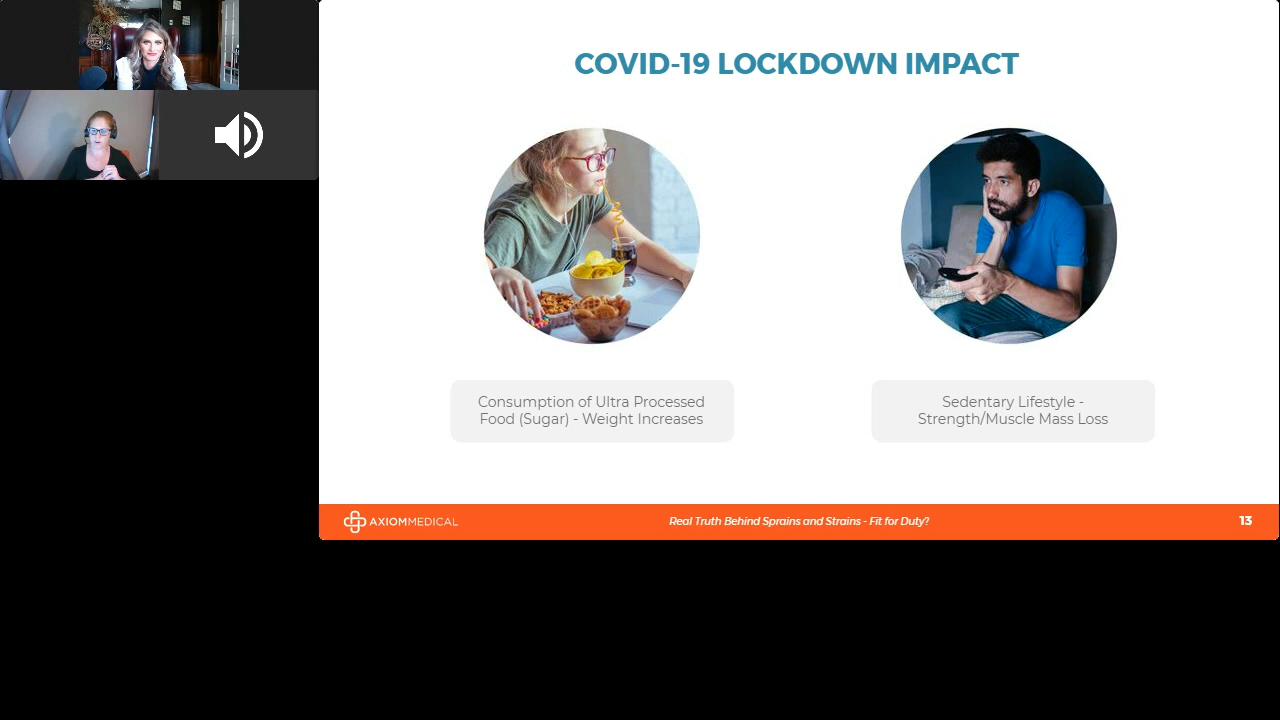 COVID-19 LOCKDOWN IMPACT
Consumption of Ultra Processed
Food (Sugar) - Weight Increases
Sedentary Lifestyle -
Strength/Muscle Mass Loss
AXIOMMEDICAL
Real Truth Behind Sprains and Strains - Fit for Duty?
13